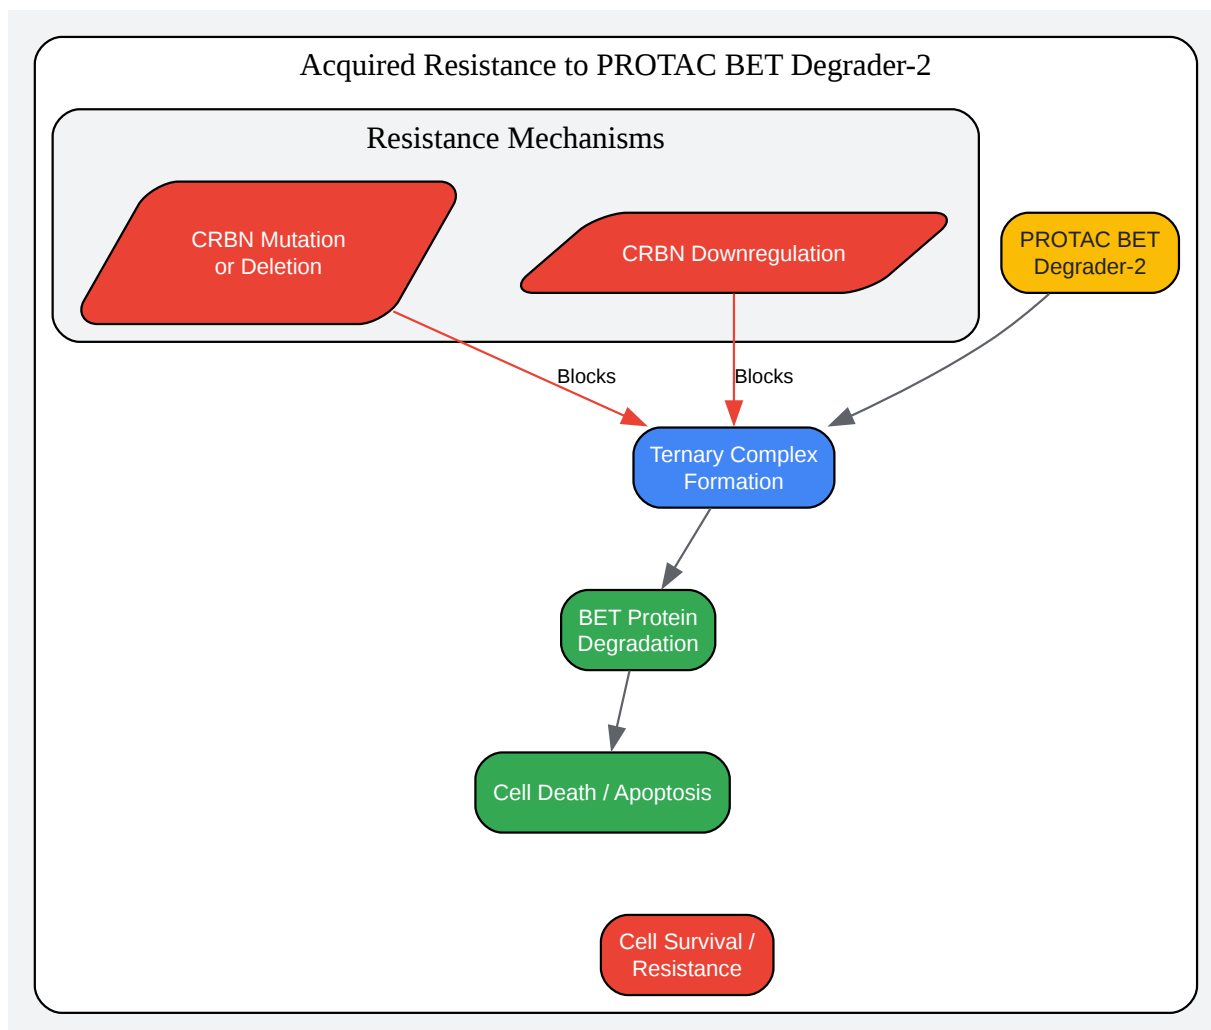 Acquired Resistance to PROTAC BET Degrader-2
Resistance Mechanisms
CRBN Mutation
or Deletion
CRBN Downregulation
PROTAC BET
Degrader-2
Blocks
Blocks
Ternary Complex
Formation
BET Protein
Degradation
Cell Death / Apoptosis
Cell Survival /
Resistance